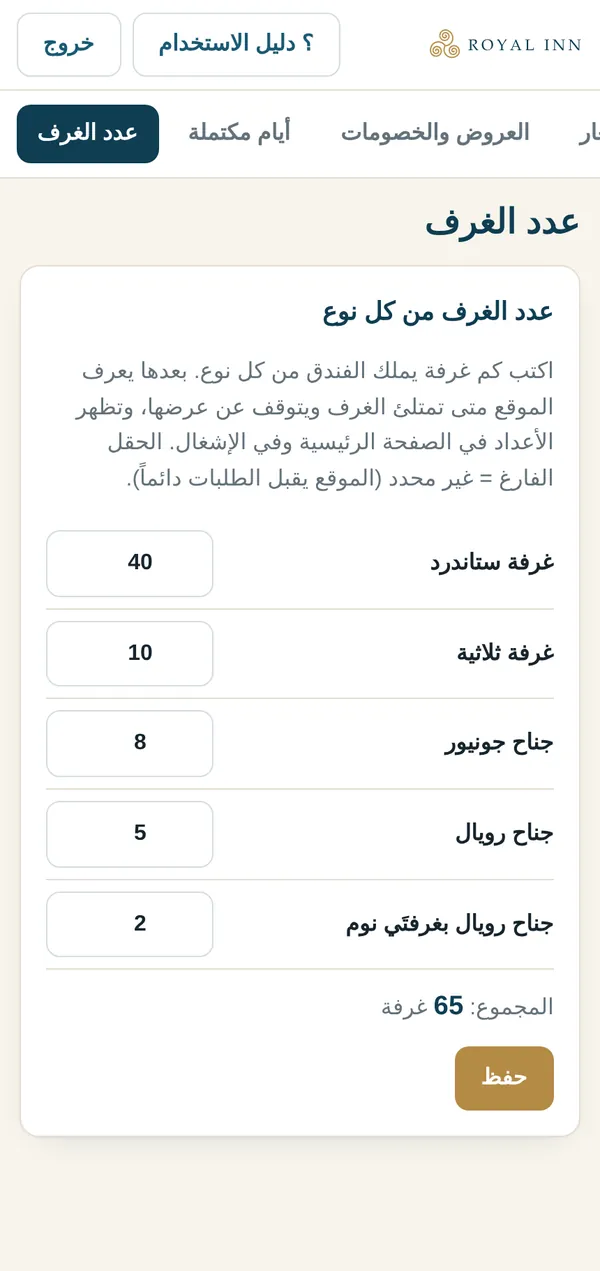 ROYAL INN
؟ دليل الاستخدام
خروج
العروض والخصومات
أيام مكتملة
عدد الغرف
عدد الغرف
عدد الغرف من كل نوع
اكتب كم غرفة يملك الفندق من كل نوع. بعدها يعرف
الموقع متى تمتلئ الغرف ويتوقف عن عرضها، وتظهر
الأعداد في الصفحة الرئيسية وفي الإشغال. الحقل
الفارغ = غير محدد (الموقع يقبل الطلبات دائماً).
غرفة ستاندرد 40
غرفة ثلاثية 10
جناح جونيور 8
جناح رويال 5
جناح رويال بغرفتَي نوم 2
المجموع: 65 غرفة
حفظ